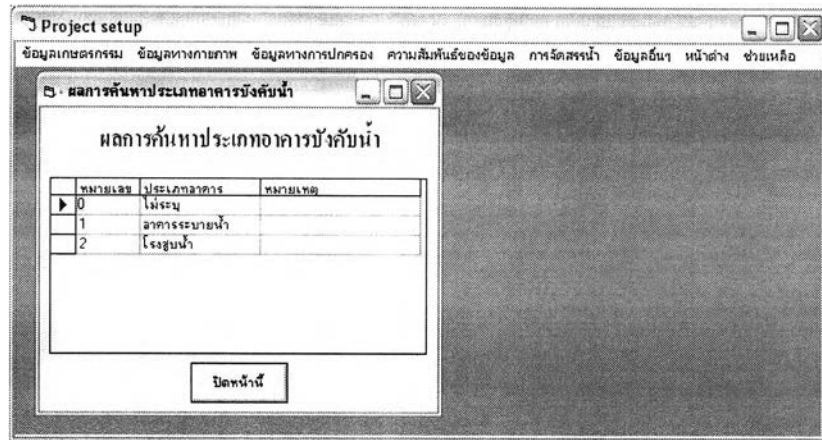 Project setup
ข้อมูลเกษตรกรรม ข้อมูลทางกายภาพ ข้อมูลทางการปกครอง ความสัมพันธ์ของข้อมูล การจัดสรรน้ำ ข้อมูลอื่นๆ หน้าต่าง ช่วยเหลือ
ผลการค้นหาประเภทอาคารบังคับน้ำ
ผลการค้นหาประเภทอาคารบังคับน้ำ
หมายเลข ประเภทอาคาร หมายเหตุ
0 ไม่ระบุ
1 อาคารระบายน้ำ
2 โรงสูบน้ำ
ปิดหน้านี้